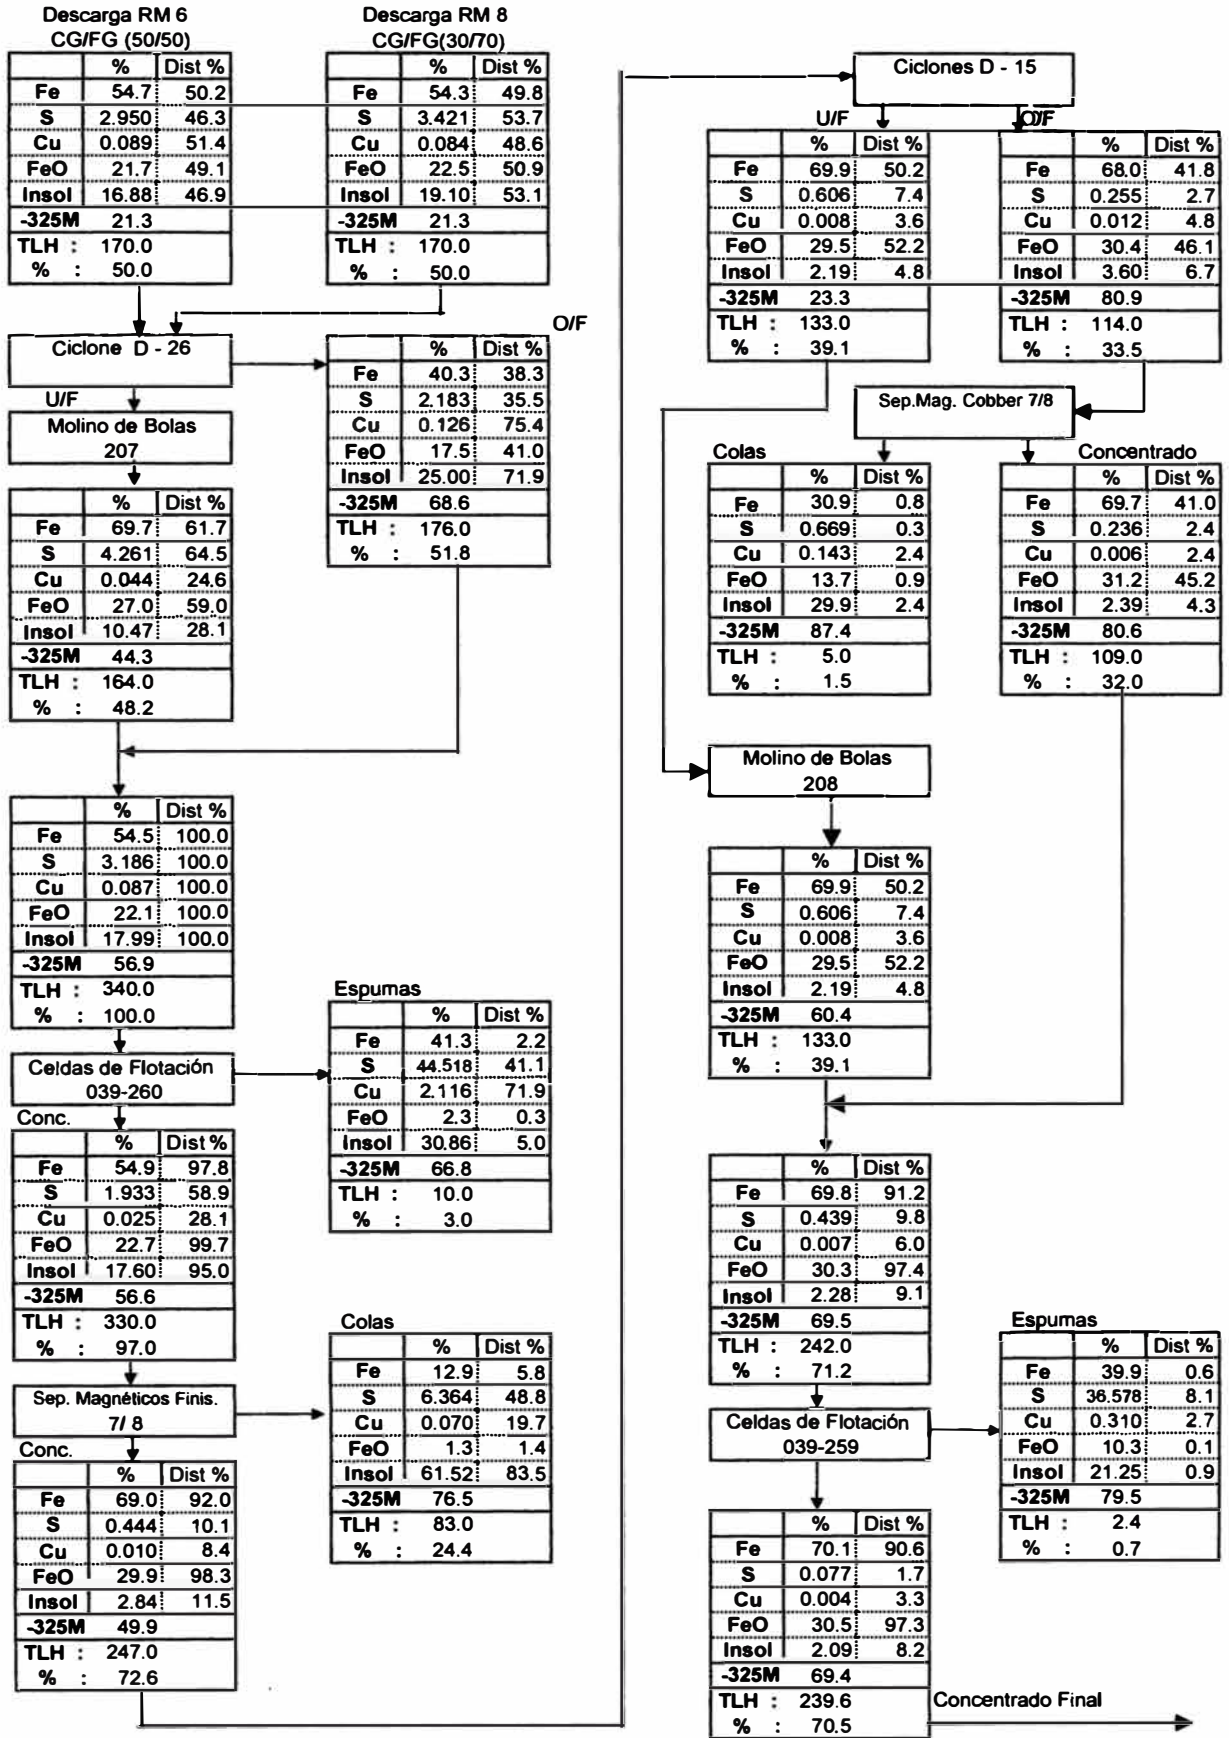 Descarga RM 6
CG/FG (50/50)
% Dist %
Fe 54.7 50.2
S 2.950 46.3
Cu 0.089 51.4
FeO 21.7 49.1
Insol 16.88 46.9
-325M 21.3
TLH : 170.0
% : 50.0
Descarga RM 8
CG/FG(30/70)
% Dist %
Fe 54.3 49.8
S 3.421 53.7
Cu 0.084 48.6
FeO 22.5 50.9
Insol 19.10 53.1
-325M 21.3
TLH : 170.0
% : 50.0
Ciclone D - 26
O/F
% Dist %
Fe 40.3 38.3
S 2.183 35.5
Cu 0.126 75.4
FeO 17.5 41.0
Insol 25.00 71.9
-325M 68.6
TLH : 176.0
% : 51.8
U/F
Molino de Bolas
207
% Dist %
Fe 69.7 61.7
S 4.261 64.5
Cu 0.044 24.6
FeO 27.0 59.0
Insol 10.47 28.1
-325M 44.3
TLH : 164.0
% : 48.2
% Dist %
Fe 54.5 100.0
S 3.186 100.0
Cu 0.087 100.0
FeO 22.1 100.0
Insol 17.99 100.0
-325M 56.9
TLH : 340.0
% : 100.0
Celdas de Flotación
039-260
Espumas
% Dist %
Fe 41.3 2.2
S 44.518 41.1
Cu 2.116 71.9
FeO 2.3 0.3
Insol 30.86 5.0
-325M 66.8
TLH : 10.0
% : 3.0
Conc.
% Dist %
Fe 54.9 97.8
S 1.933 58.9
Cu 0.025 28.1
FeO 22.7 99.7
Insol 17.60 95.0
-325M 56.6
TLH : 330.0
% : 97.0
Sep. Magnéticos Finis.
7/ 8
Colas
% Dist %
Fe 12.9 5.8
S 6.364 48.8
Cu 0.070 19.7
FeO 1.3 1.4
Insol 61.52 83.5
-325M 76.5
TLH : 83.0
% : 24.4
Conc.
% Dist %
Fe 69.0 92.0
S 0.444 10.1
Cu 0.010 8.4
FeO 29.9 98.3
Insol 2.84 11.5
-325M 49.9
TLH : 247.0
% : 72.6
Ciclones D - 15
U/F
% Dist %
Fe 69.9 50.2
S 0.606 7.4
Cu 0.008 3.6
FeO 29.5 52.2
Insol 2.19 4.8
-325M 23.3
TLH : 133.0
% : 39.1
O/F
% Dist %
Fe 68.0 41.8
S 0.255 2.7
Cu 0.012 4.8
FeO 30.4 46.1
Insol 3.60 6.7
-325M 80.9
TLH : 114.0
% : 33.5
Sep.Mag. Cobber 7/8
Colas
% Dist %
Fe 30.9 0.8
S 0.669 0.3
Cu 0.143 2.4
FeO 13.7 0.9
Insol 29.9 2.4
-325M 87.4
TLH : 5.0
% : 1.5
Concentrado
% Dist %
Fe 69.7 41.0
S 0.236 2.4
Cu 0.006 2.4
FeO 31.2 45.2
Insol 2.39 4.3
-325M 80.6
TLH : 109.0
% : 32.0
Molino de Bolas
208
% Dist %
Fe 69.9 50.2
S 0.606 7.4
Cu 0.008 3.6
FeO 29.5 52.2
Insol 2.19 4.8
-325M 60.4
TLH : 133.0
% : 39.1
% Dist %
Fe 69.8 91.2
S 0.439 9.8
Cu 0.007 6.0
FeO 30.3 97.4
Insol 2.28 9.1
-325M 69.5
TLH : 242.0
% : 71.2
Celdas de Flotación
039-259
Espumas
% Dist %
Fe 39.9 0.6
S 36.578 8.1
Cu 0.310 2.7
FeO 10.3 0.1
Insol 21.25 0.9
-325M 79.5
TLH : 2.4
% : 0.7
% Dist %
Fe 70.1 90.6
S 0.077 1.7
Cu 0.004 3.3
FeO 30.5 97.3
Insol 2.09 8.2
-325M 69.4
TLH : 239.6
% : 70.5
Concentrado Final